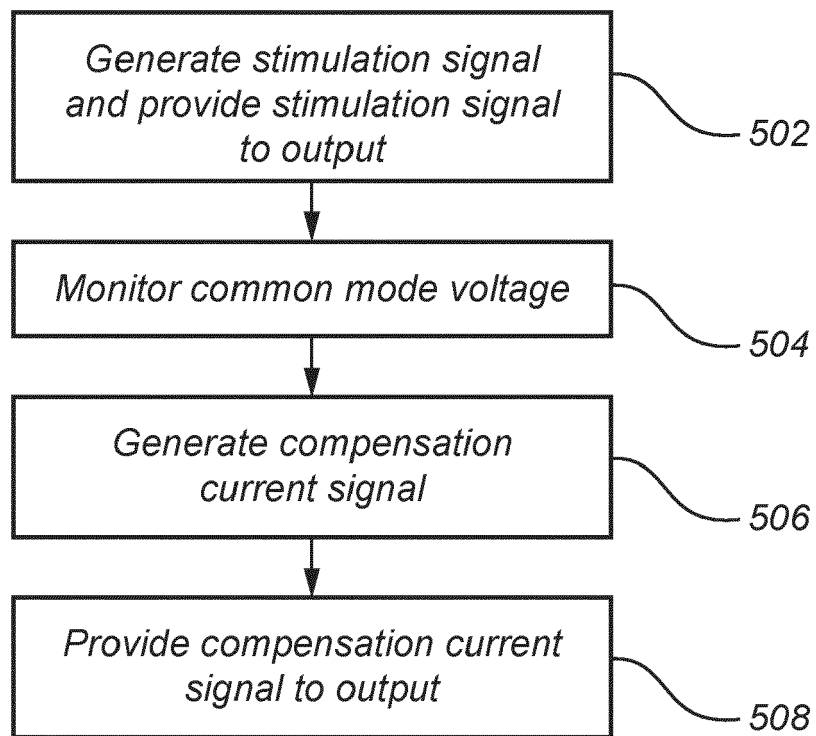 Generate stimulation signal
and provide stimulation signal
to output
502
Monitor common mode voltage
504
Generate compensation
current signal
506
Provide compensation current
signal to output
508